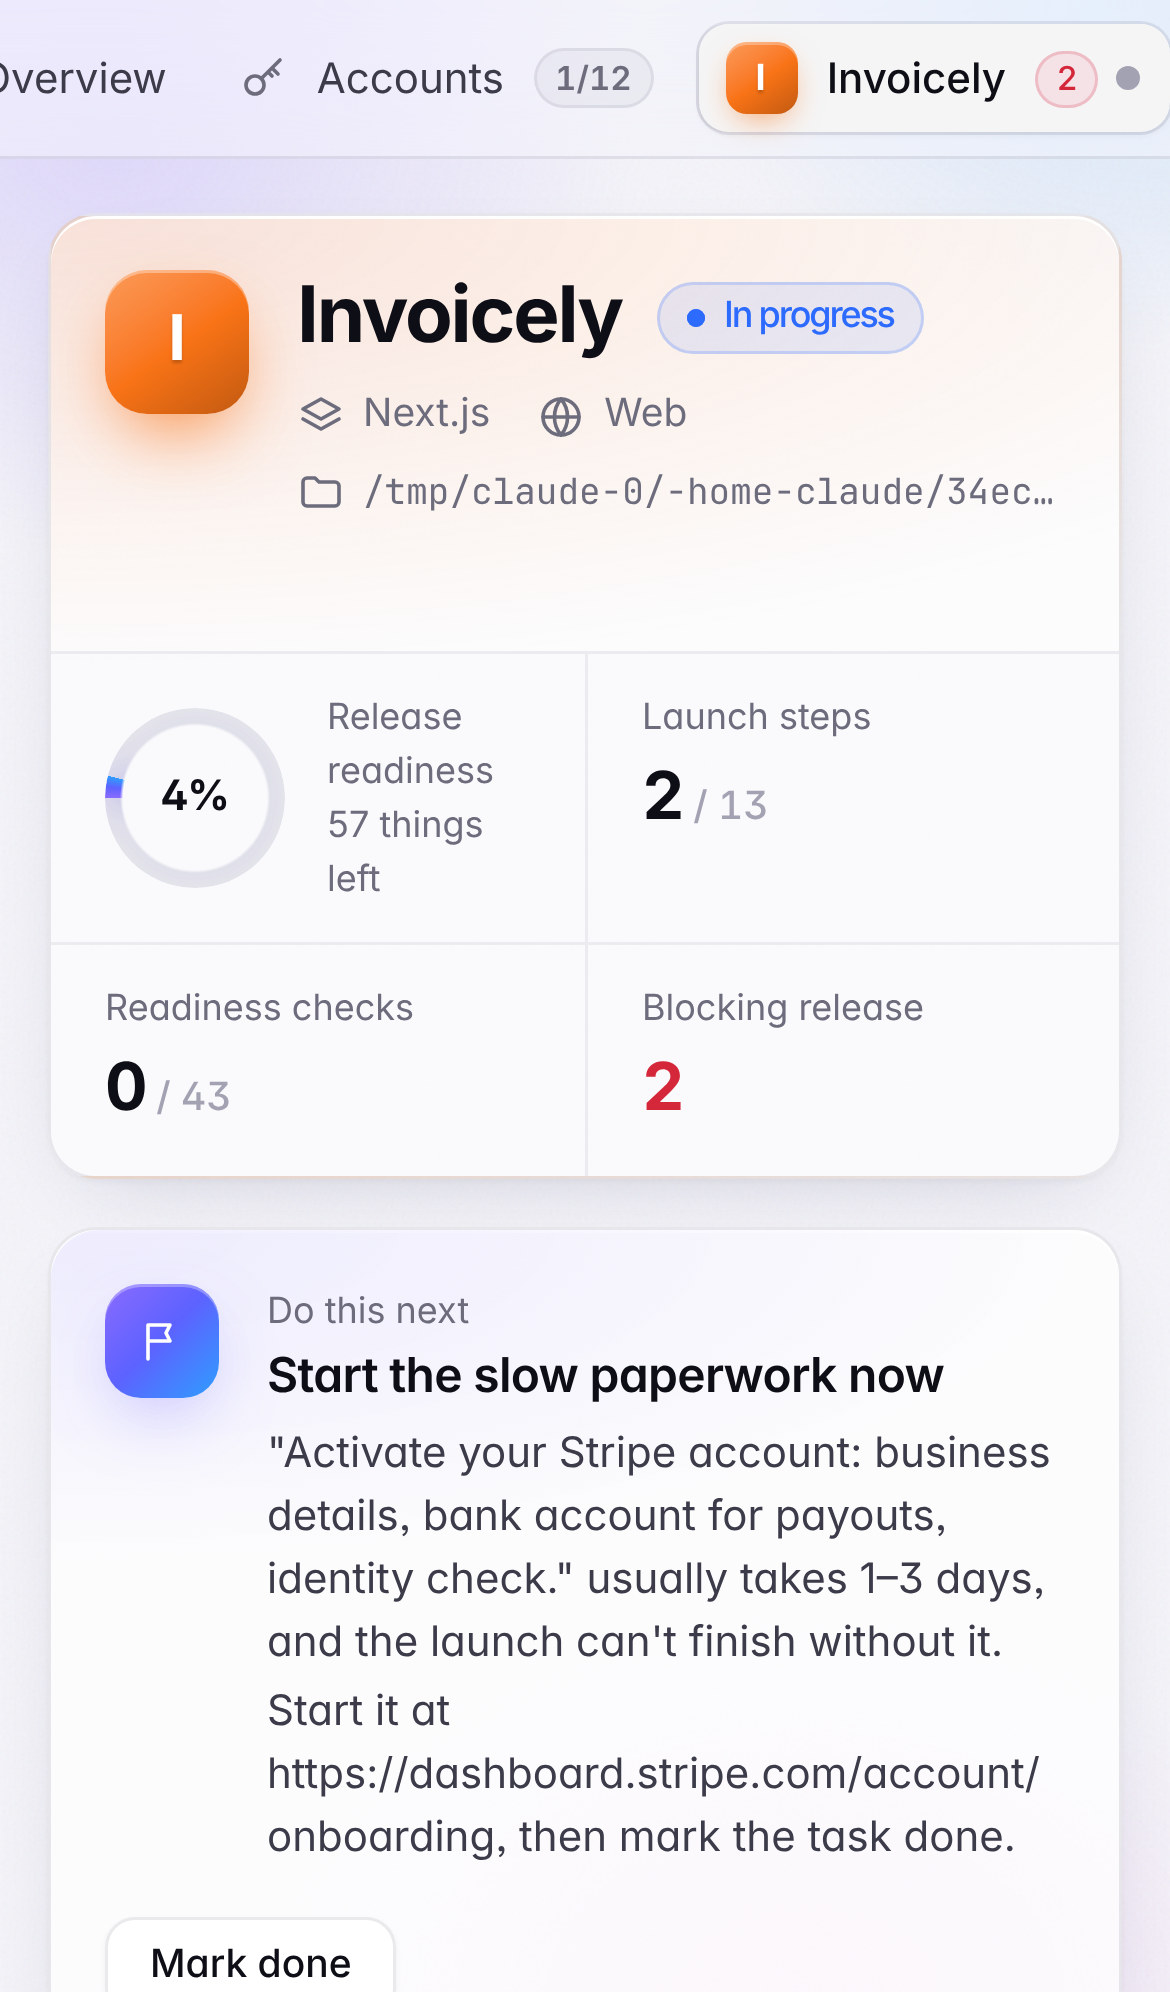 Overview
Accounts 1/12
I Invoicely 2
I
Invoicely In progress
Next.js Web
/tmp/claude-0/-home-claude/34ec…
4%
Release
readiness
57 things
left
Launch steps
2 / 13
Readiness checks
0 / 43
Blocking release
2
Do this next
Start the slow paperwork now
"Activate your Stripe account: business
details, bank account for payouts,
identity check." usually takes 1–3 days,
and the launch can't finish without it.
Start it at
https://dashboard.stripe.com/account/
onboarding, then mark the task done.
Mark done